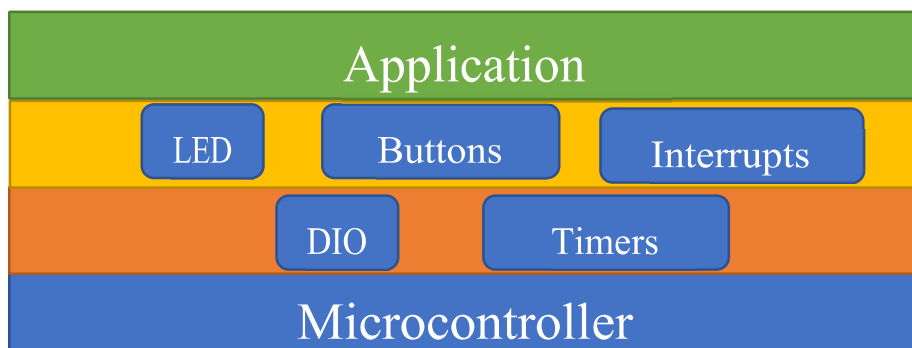 Application
LED Buttons Interrupts
DIO Timers
Microcontroller